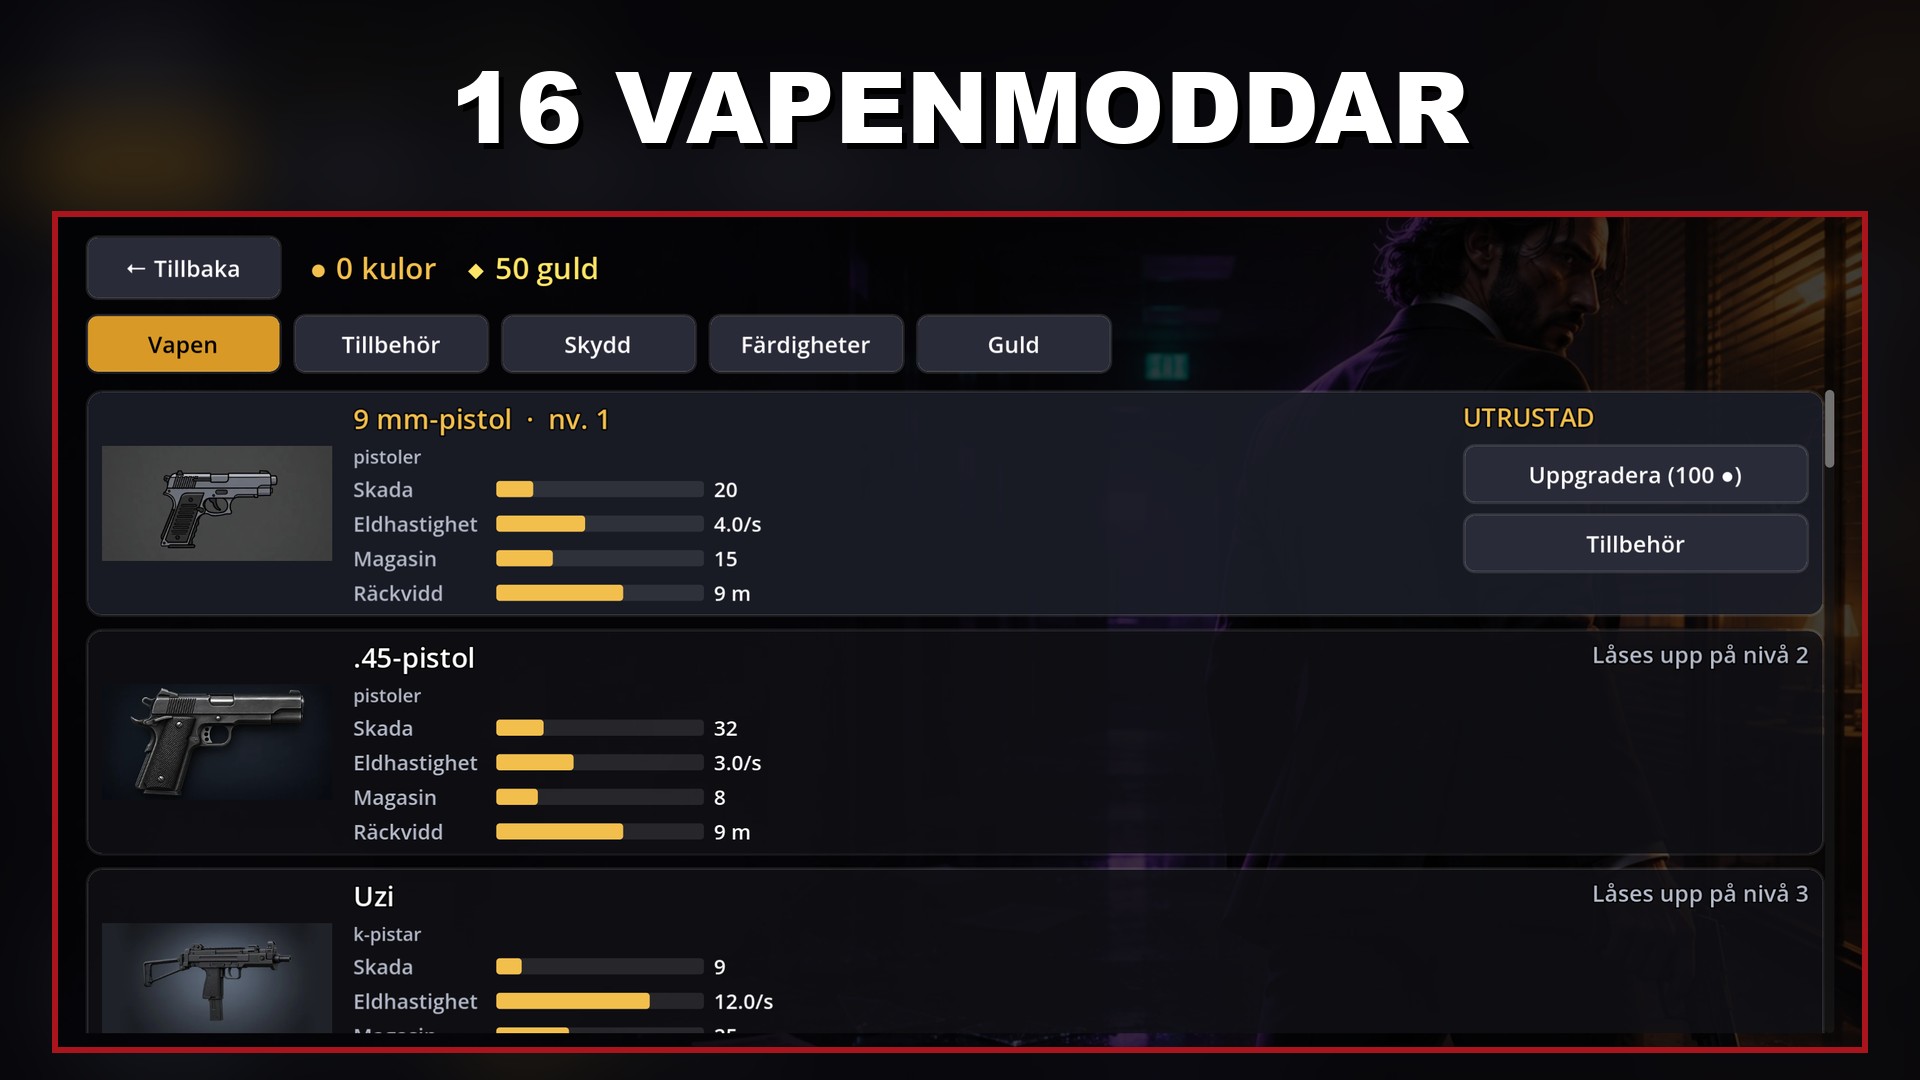 16 VAPENMODDAR
← Tillbaka ● 0 kulor ◆ 50 guld
Vapen Tillbehör Skydd Färdigheter Guld
9 mm-pistol · nv. 1 UTRUSTAD
pistoler
Skada 20
Eldhastighet 4.0/s
Magasin 15
Räckvidd 9 m
Uppgradera (100 ●)
Tillbehör
.45-pistol Låses upp på nivå 2
pistoler
Skada 32
Eldhastighet 3.0/s
Magasin 8
Räckvidd 9 m
Uzi Låses upp på nivå 3
k-pistar
Skada 9
Eldhastighet 12.0/s
Magasin